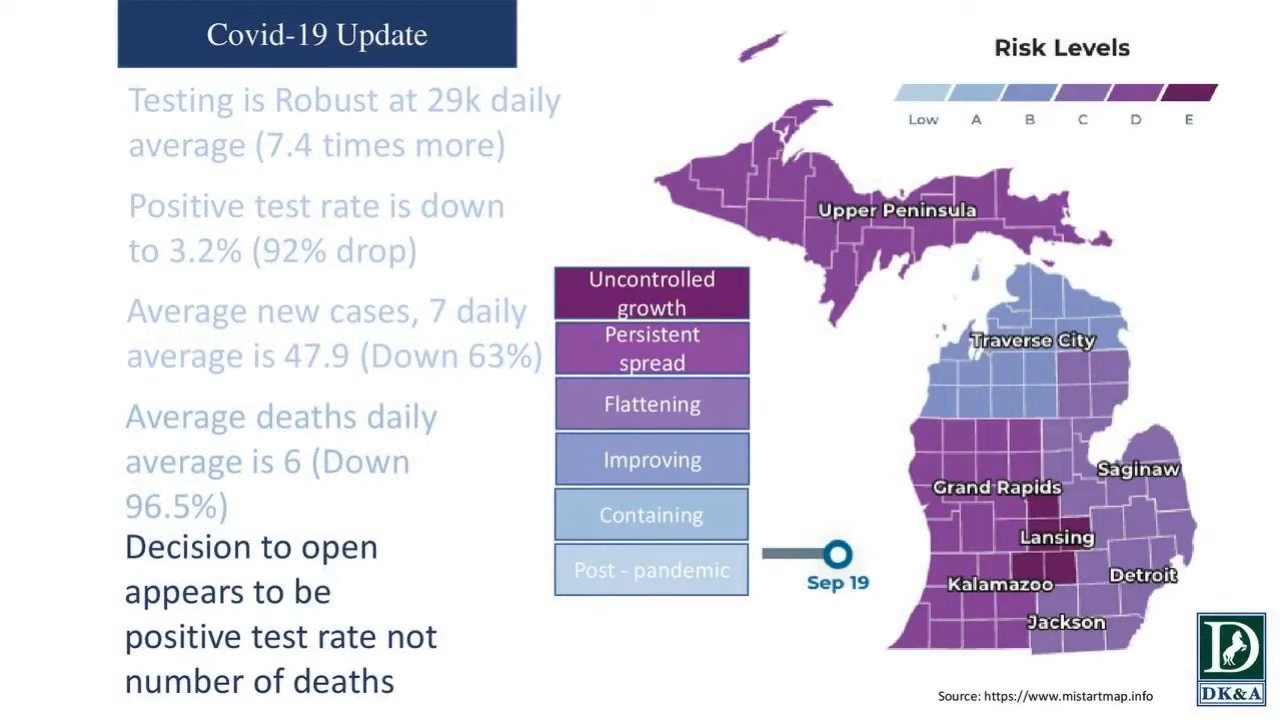 Covid-19 Update
Testing is Robust at 29k daily
average (7.4 times more)
Positive test rate is down
to 3.2% (92% drop)
Average new cases, 7 daily
average is 47.9 (Down 63%)
Average deaths daily
average is 6 (Down
96.5%)
Decision to open
appears to be
positive test rate not
number of deaths
Uncontrolled
growth
Persistent
spread
Flattening
Improving
Containing
Post - pandemic
Risk Levels
Low A B C D E
Upper Peninsula
Traverse City
Saginaw
Grand Rapids
Lansing
Detroit
Kalamazoo
Jackson
Sep 19
Source: https://www.mistartmap.info
D
DK&A